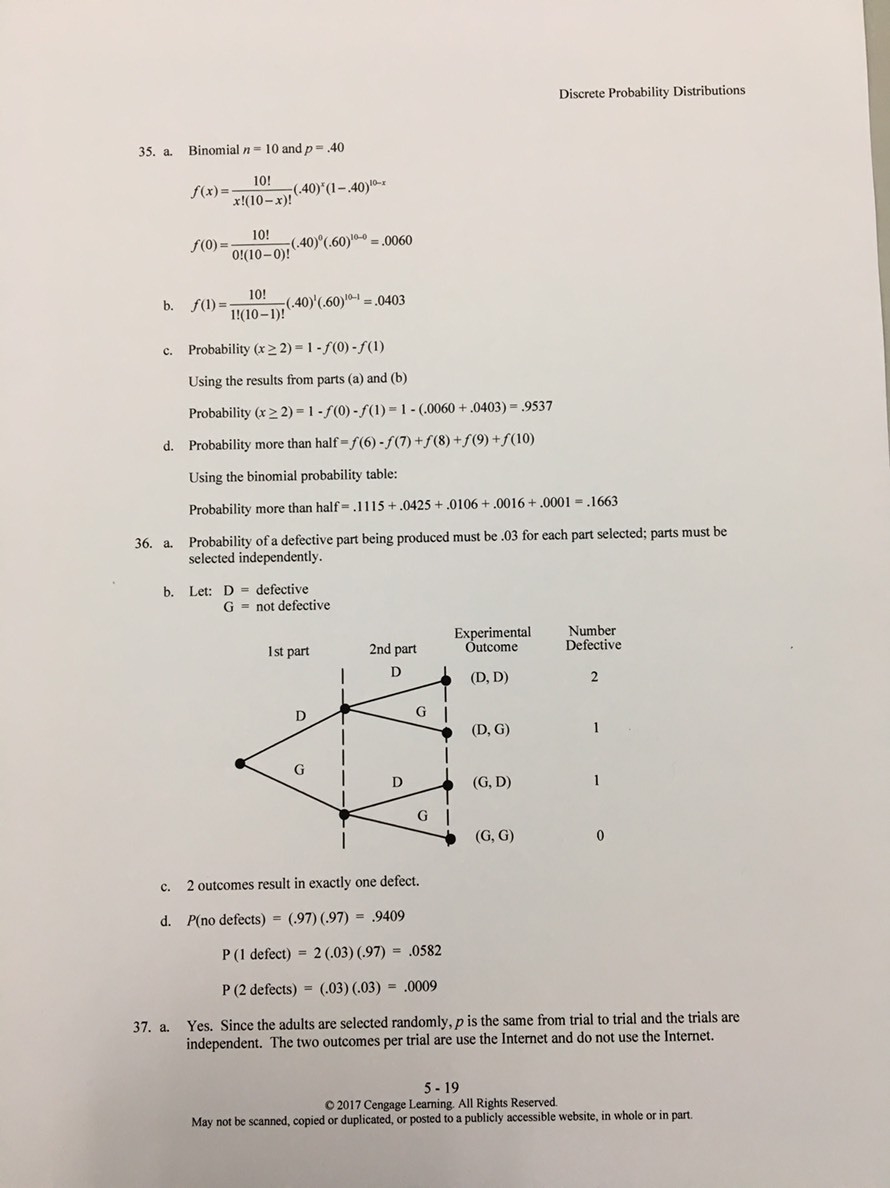 Discrete Probability Distributions
35. a. Binomial n = 10 and p = .40
f(x) = 10!/x!(10−x)! (.40)ˣ(1−.40)¹⁰⁻ˣ
f(0) = 10!/0!(10−0)! (.40)⁰(.60)¹⁰⁻⁰ = .0060
b. f(1) = 10!/1!(10−1)! (.40)¹(.60)¹⁰⁻¹ = .0403
c. Probability (x ≥ 2) = 1 - f(0) - f(1)
Using the results from parts (a) and (b)
Probability (x ≥ 2) = 1 - f(0) - f(1) = 1 - (.0060 + .0403) = .9537
d. Probability more than half = f(6) - f(7) + f(8) + f(9) + f(10)
Using the binomial probability table:
Probability more than half = .1115 + .0425 + .0106 + .0016 + .0001 = .1663
36. a. Probability of a defective part being produced must be .03 for each part selected; parts must be
selected independently.
b. Let: D = defective
G = not defective
1st part 2nd part Experimental Outcome Number Defective
D (D, D) 2
D G (D, G) 1
G D (G, D) 1
G (G, G) 0
c. 2 outcomes result in exactly one defect.
d. P(no defects) = (.97) (.97) = .9409
P (1 defect) = 2 (.03) (.97) = .0582
P (2 defects) = (.03) (.03) = .0009
37. a. Yes. Since the adults are selected randomly, p is the same from trial to trial and the trials are
independent. The two outcomes per trial are use the Internet and do not use the Internet.
5 - 19
© 2017 Cengage Learning. All Rights Reserved.
May not be scanned, copied or duplicated, or posted to a publicly accessible website, in whole or in part.